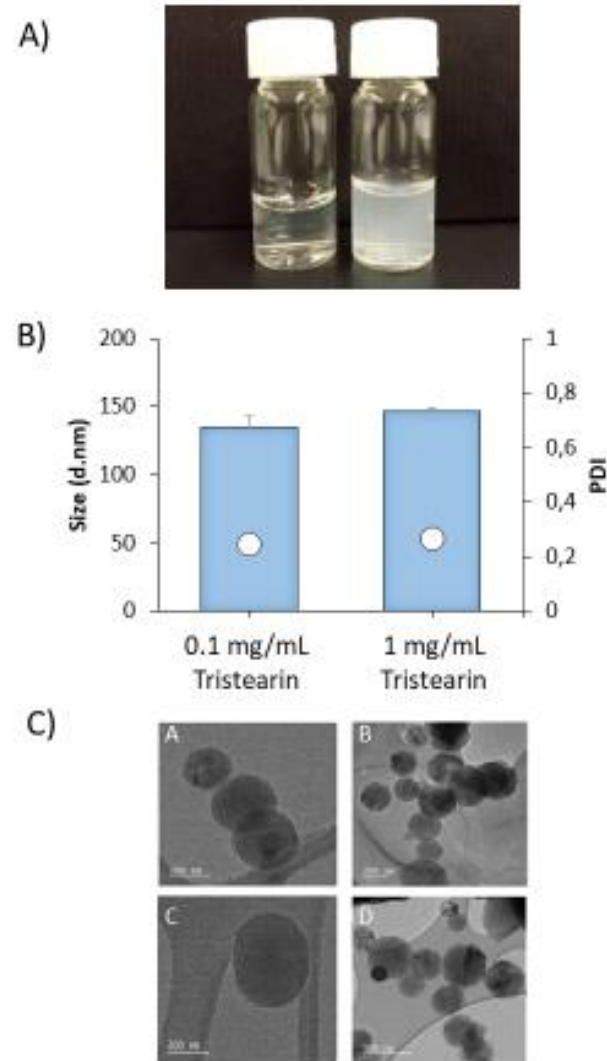 A)
B)
200
150
100
50
0
Size (d.nm)
1
0,8
0,6
0,4
0,2
0
PDI
0.1 mg/mL
Tristearin
1 mg/mL
Tristearin
C)
A
B
C
D